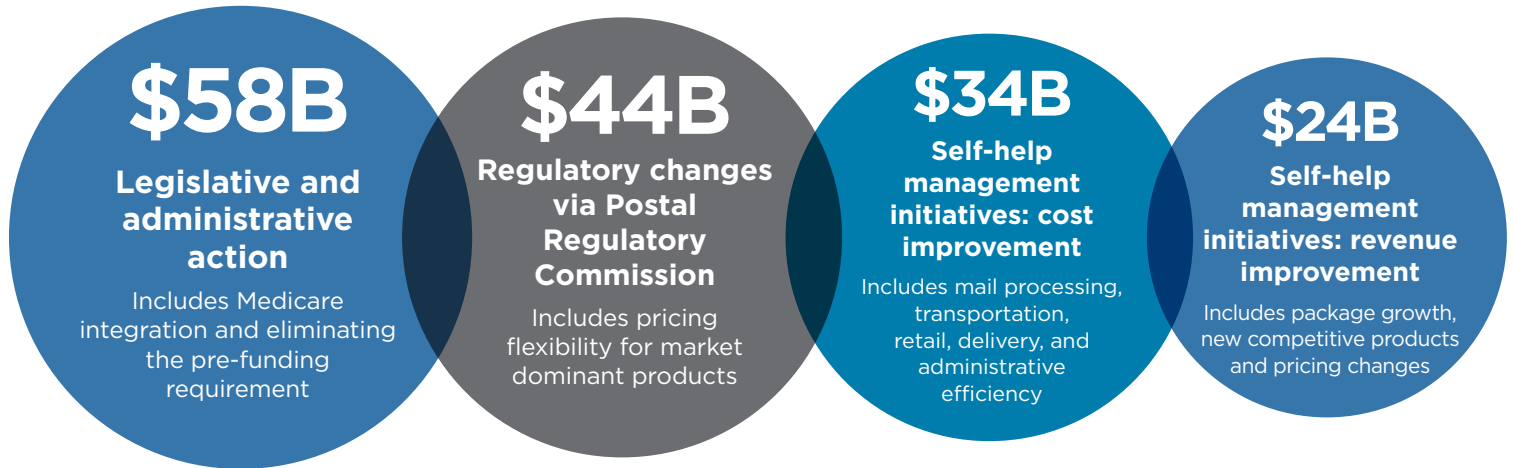 $58B
Legislative and
administrative
action
Includes Medicare
integration and eliminating
the pre-funding
requirement
$44B
Regulatory changes
via Postal
Regulatory
Commission
Includes pricing
flexibility for market
dominant products
$34B
Self-help
management
initiatives: cost
improvement
Includes mail processing,
transportation,
retail, delivery, and
administrative
efficiency
$24B
Self-help
management
initiatives: revenue
improvement
Includes package growth,
new competitive products
and pricing changes